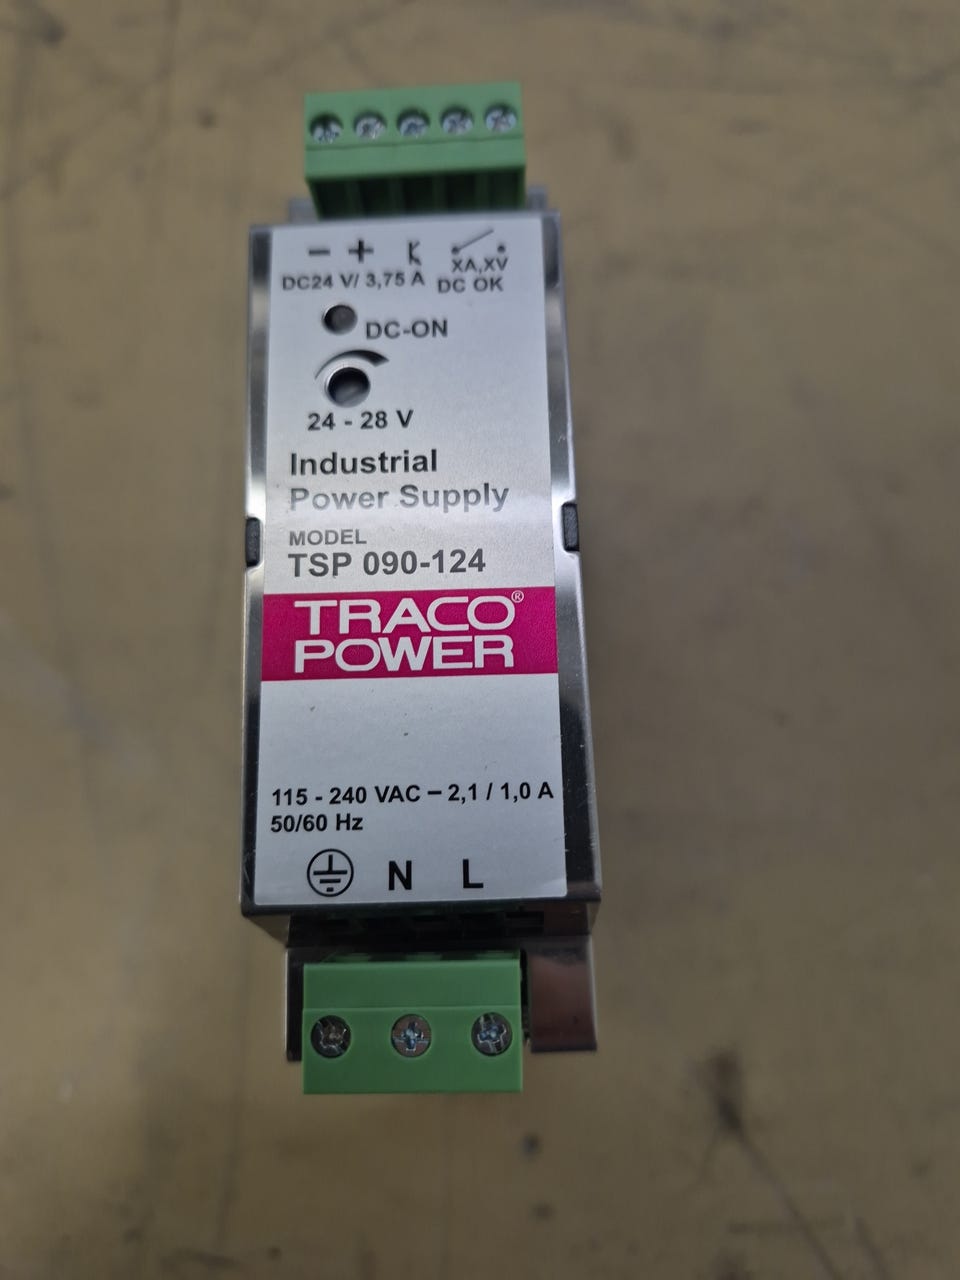 − + K
XA,XV
DC24 V/ 3,75 A DC OK
DC-ON
24 - 28 V
Industrial
Power Supply
MODEL
TSP 090-124
TRACO®
POWER
115 - 240 VAC – 2,1 / 1,0 A
50/60 Hz
N L